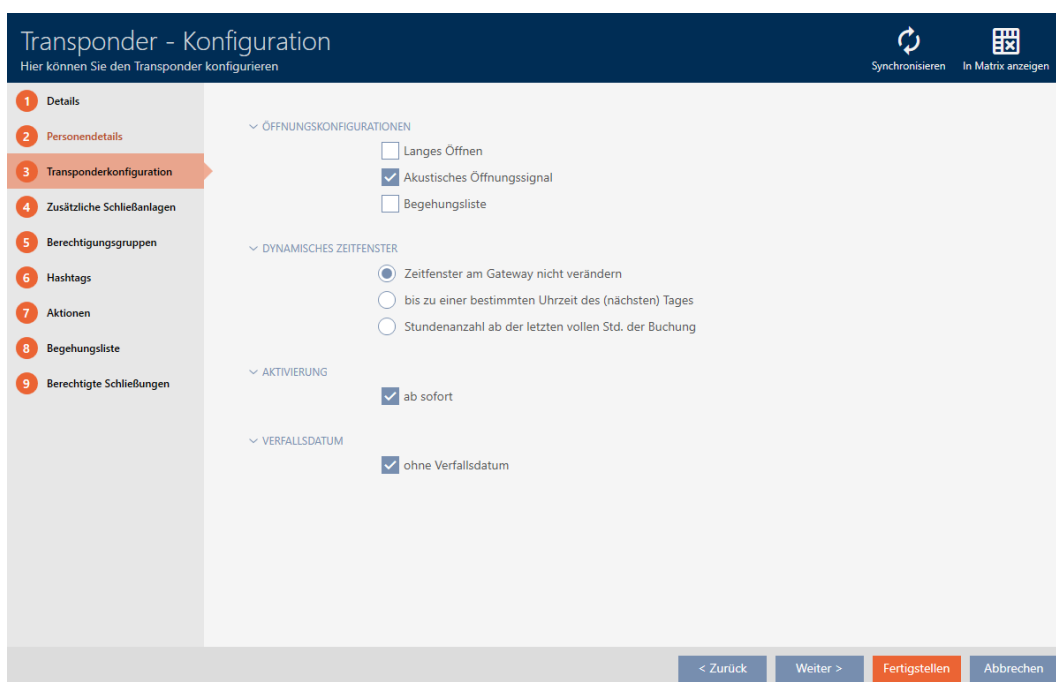 Transponder - Konfiguration
Hier können Sie den Transponder konfigurieren
Synchronisieren
In Matrix anzeigen
1 Details
2 Personendetails
3 Transponderkonfiguration
4 Zusätzliche Schließanlagen
5 Berechtigungsgruppen
6 Hashtags
7 Aktionen
8 Begehungsliste
9 Berechtigte Schließungen
ÖFFNUNGSKONFIGURATIONEN
Langes Öffnen
Akustisches Öffnungssignal
Begehungsliste
DYNAMISCHES ZEITFENSTER
Zeitfenster am Gateway nicht verändern
bis zu einer bestimmten Uhrzeit des (nächsten) Tages
Stundenanzahl ab der letzten vollen Std. der Buchung
AKTIVIERUNG
ab sofort
VERFALLSDATUM
ohne Verfallsdatum
< Zurück
Weiter >
Fertigstellen
Abbrechen